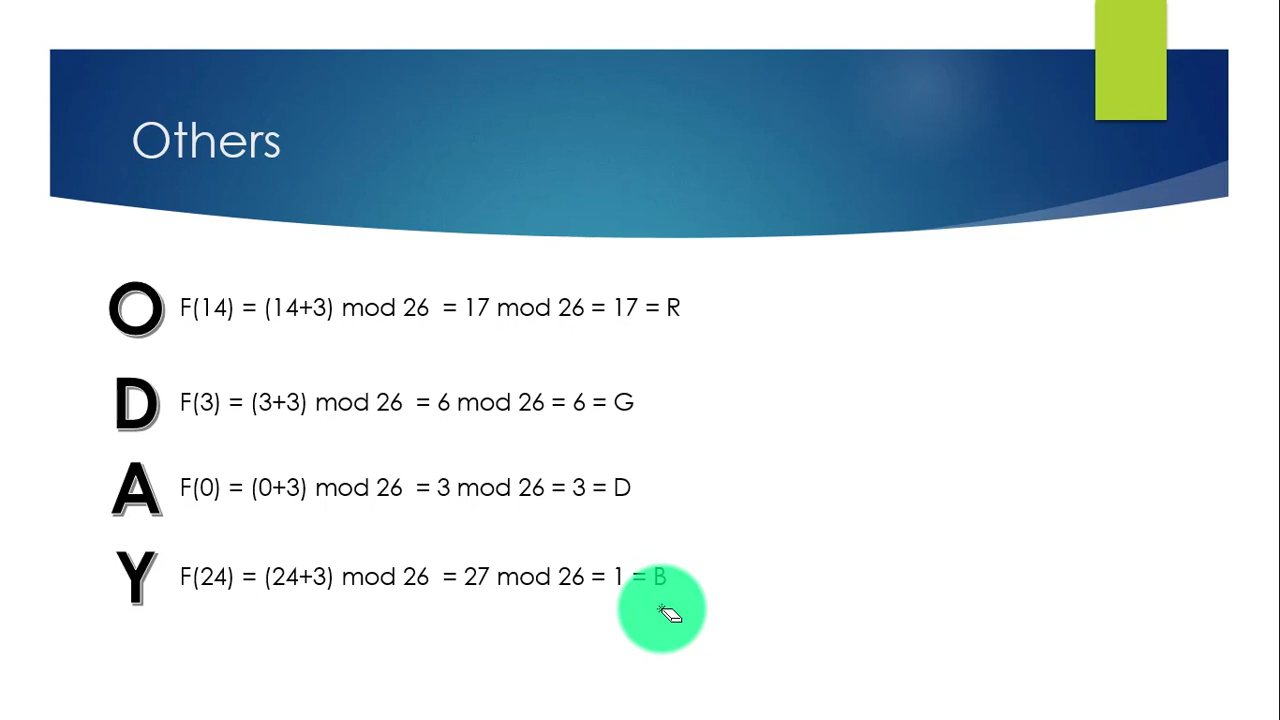 Others
O F(14) = (14+3) mod 26 = 17 mod 26 = 17 = R
D F(3) = (3+3) mod 26 = 6 mod 26 = 6 = G
A F(0) = (0+3) mod 26 = 3 mod 26 = 3 = D
Y F(24) = (24+3) mod 26 = 27 mod 26 = 1 = B